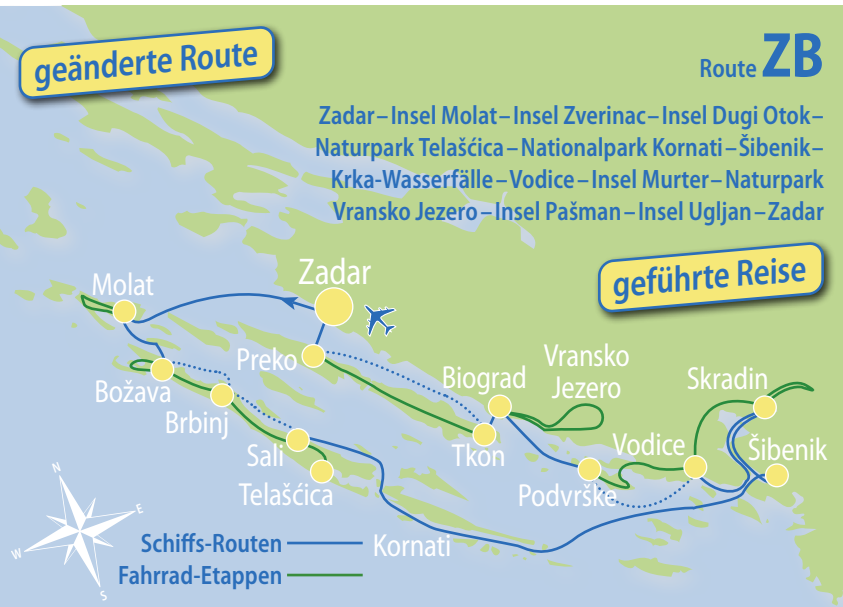 geänderte Route
Route ZB
Zadar–Insel Molat–Insel Zverinac–Insel Dugi Otok–
Naturpark Telašćica–Nationalpark Kornati–Šibenik–
Krka-Wasserfälle–Vodice–Insel Murter–Naturpark
Vransko Jezero–Insel Pašman–Insel Ugljan–Zadar
geführte Reise
Zadar
Molat
Preko
Božava
Brbinj
Biograd
Vransko
Jezero
Skradin
Sali
Telašćica
Tkon
Vodice
Šibenik
Podvrške
Kornati
N
E
W
S
Schiffs-Routen
Fahrrad-Etappen